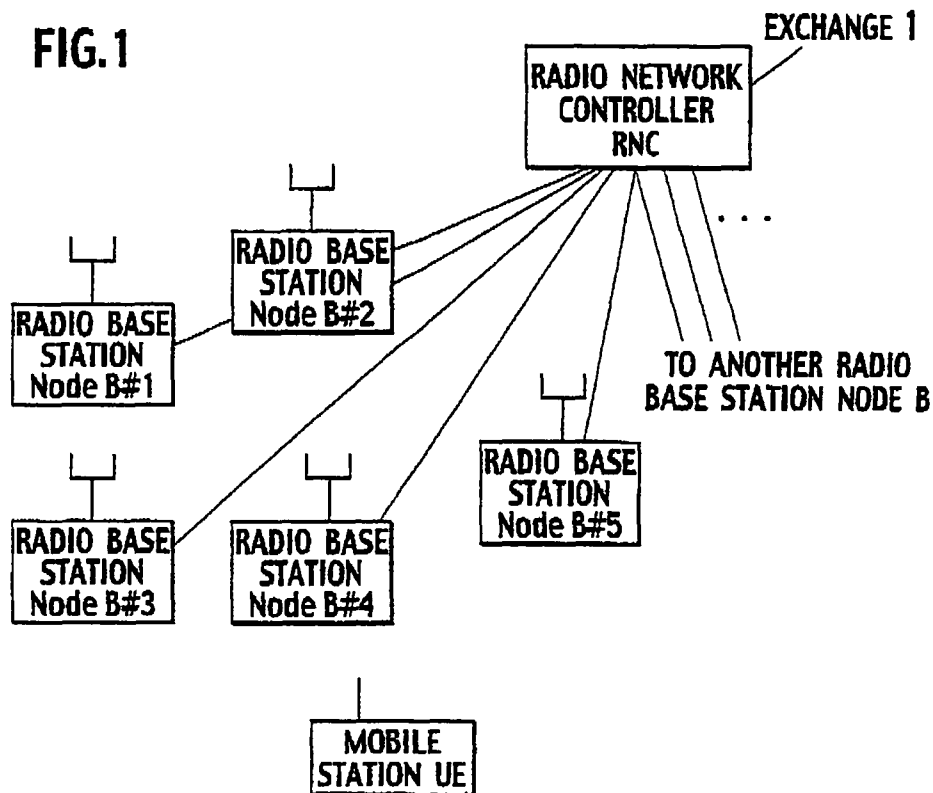 FIG.1
EXCHANGE 1
RADIO NETWORK
CONTROLLER
RNC
. . .
RADIO BASE
STATION
Node B#2
RADIO BASE
STATION
Node B#1
TO ANOTHER RADIO
BASE STATION NODE B
RADIO BASE
STATION
Node B#5
RADIO BASE
STATION
Node B#3
RADIO BASE
STATION
Node B#4
MOBILE
STATION UE